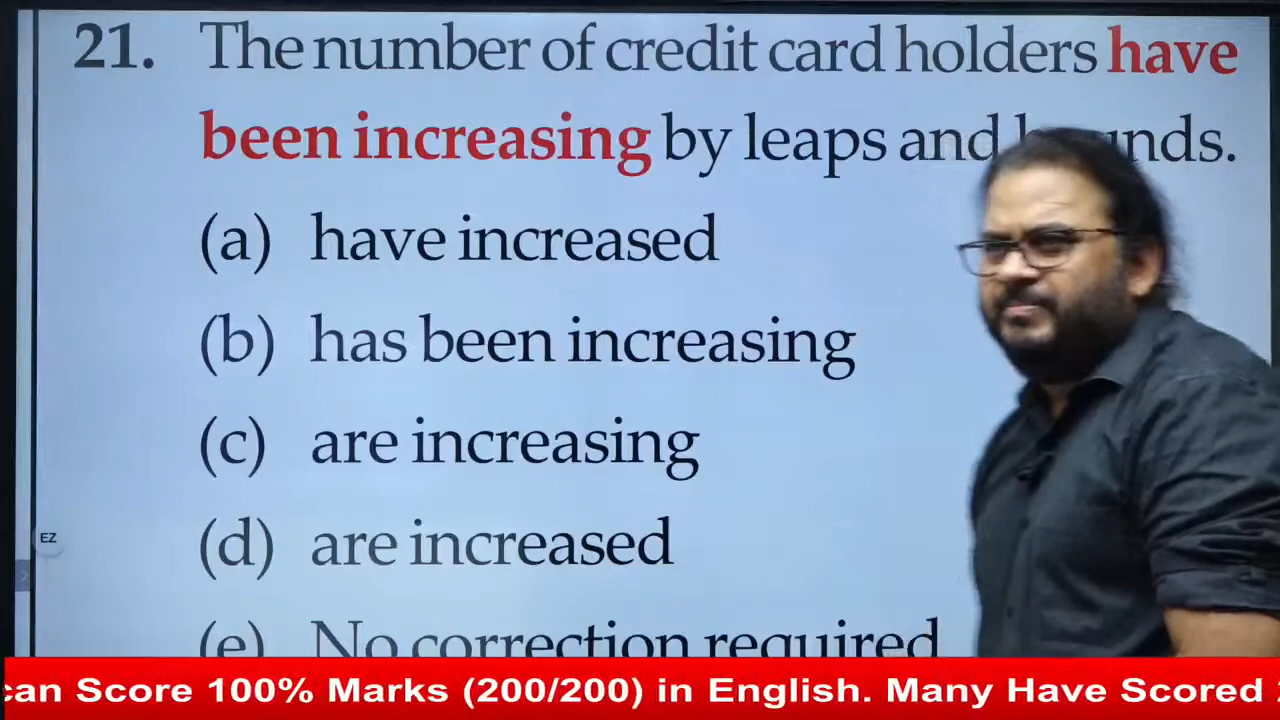 21. The number of credit card holders have
been increasing by leaps and
(a) have increased
(b) has been increasing
(c) are increasing
EZ
(d) are increased
(e) No correction required
can Score 100% Marks (200/200) in English. Many Have Scored